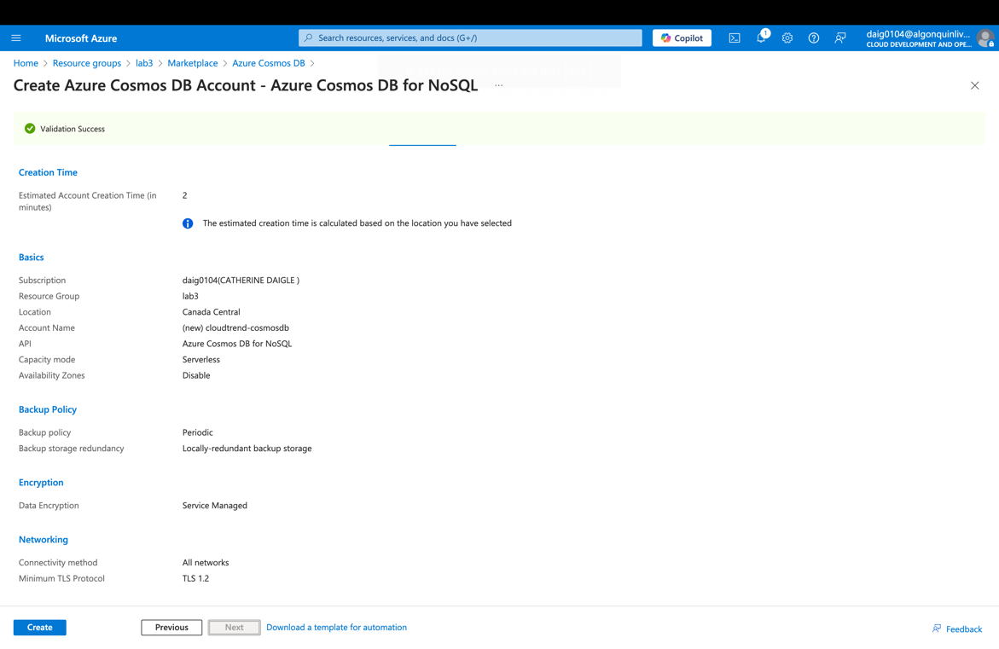 Microsoft Azure
Search resources, services, and docs (G+/)
Copilot
1
daig0104@algonquinliv...
CLOUD DEVELOPMENT AND OPE...
Home > Resource groups > lab3 > Marketplace > Azure Cosmos DB >
Create Azure Cosmos DB Account - Azure Cosmos DB for NoSQL ...
Validation Success
Creation Time
Estimated Account Creation Time (in minutes) 2
The estimated creation time is calculated based on the location you have selected
Basics
Subscription daig0104(CATHERINE DAIGLE )
Resource Group lab3
Location Canada Central
Account Name (new) cloudtrend-cosmosdb
API Azure Cosmos DB for NoSQL
Capacity mode Serverless
Availability Zones Disable
Backup Policy
Backup policy Periodic
Backup storage redundancy Locally-redundant backup storage
Encryption
Data Encryption Service Managed
Networking
Connectivity method All networks
Minimum TLS Protocol TLS 1.2
Create Previous Next Download a template for automation Feedback